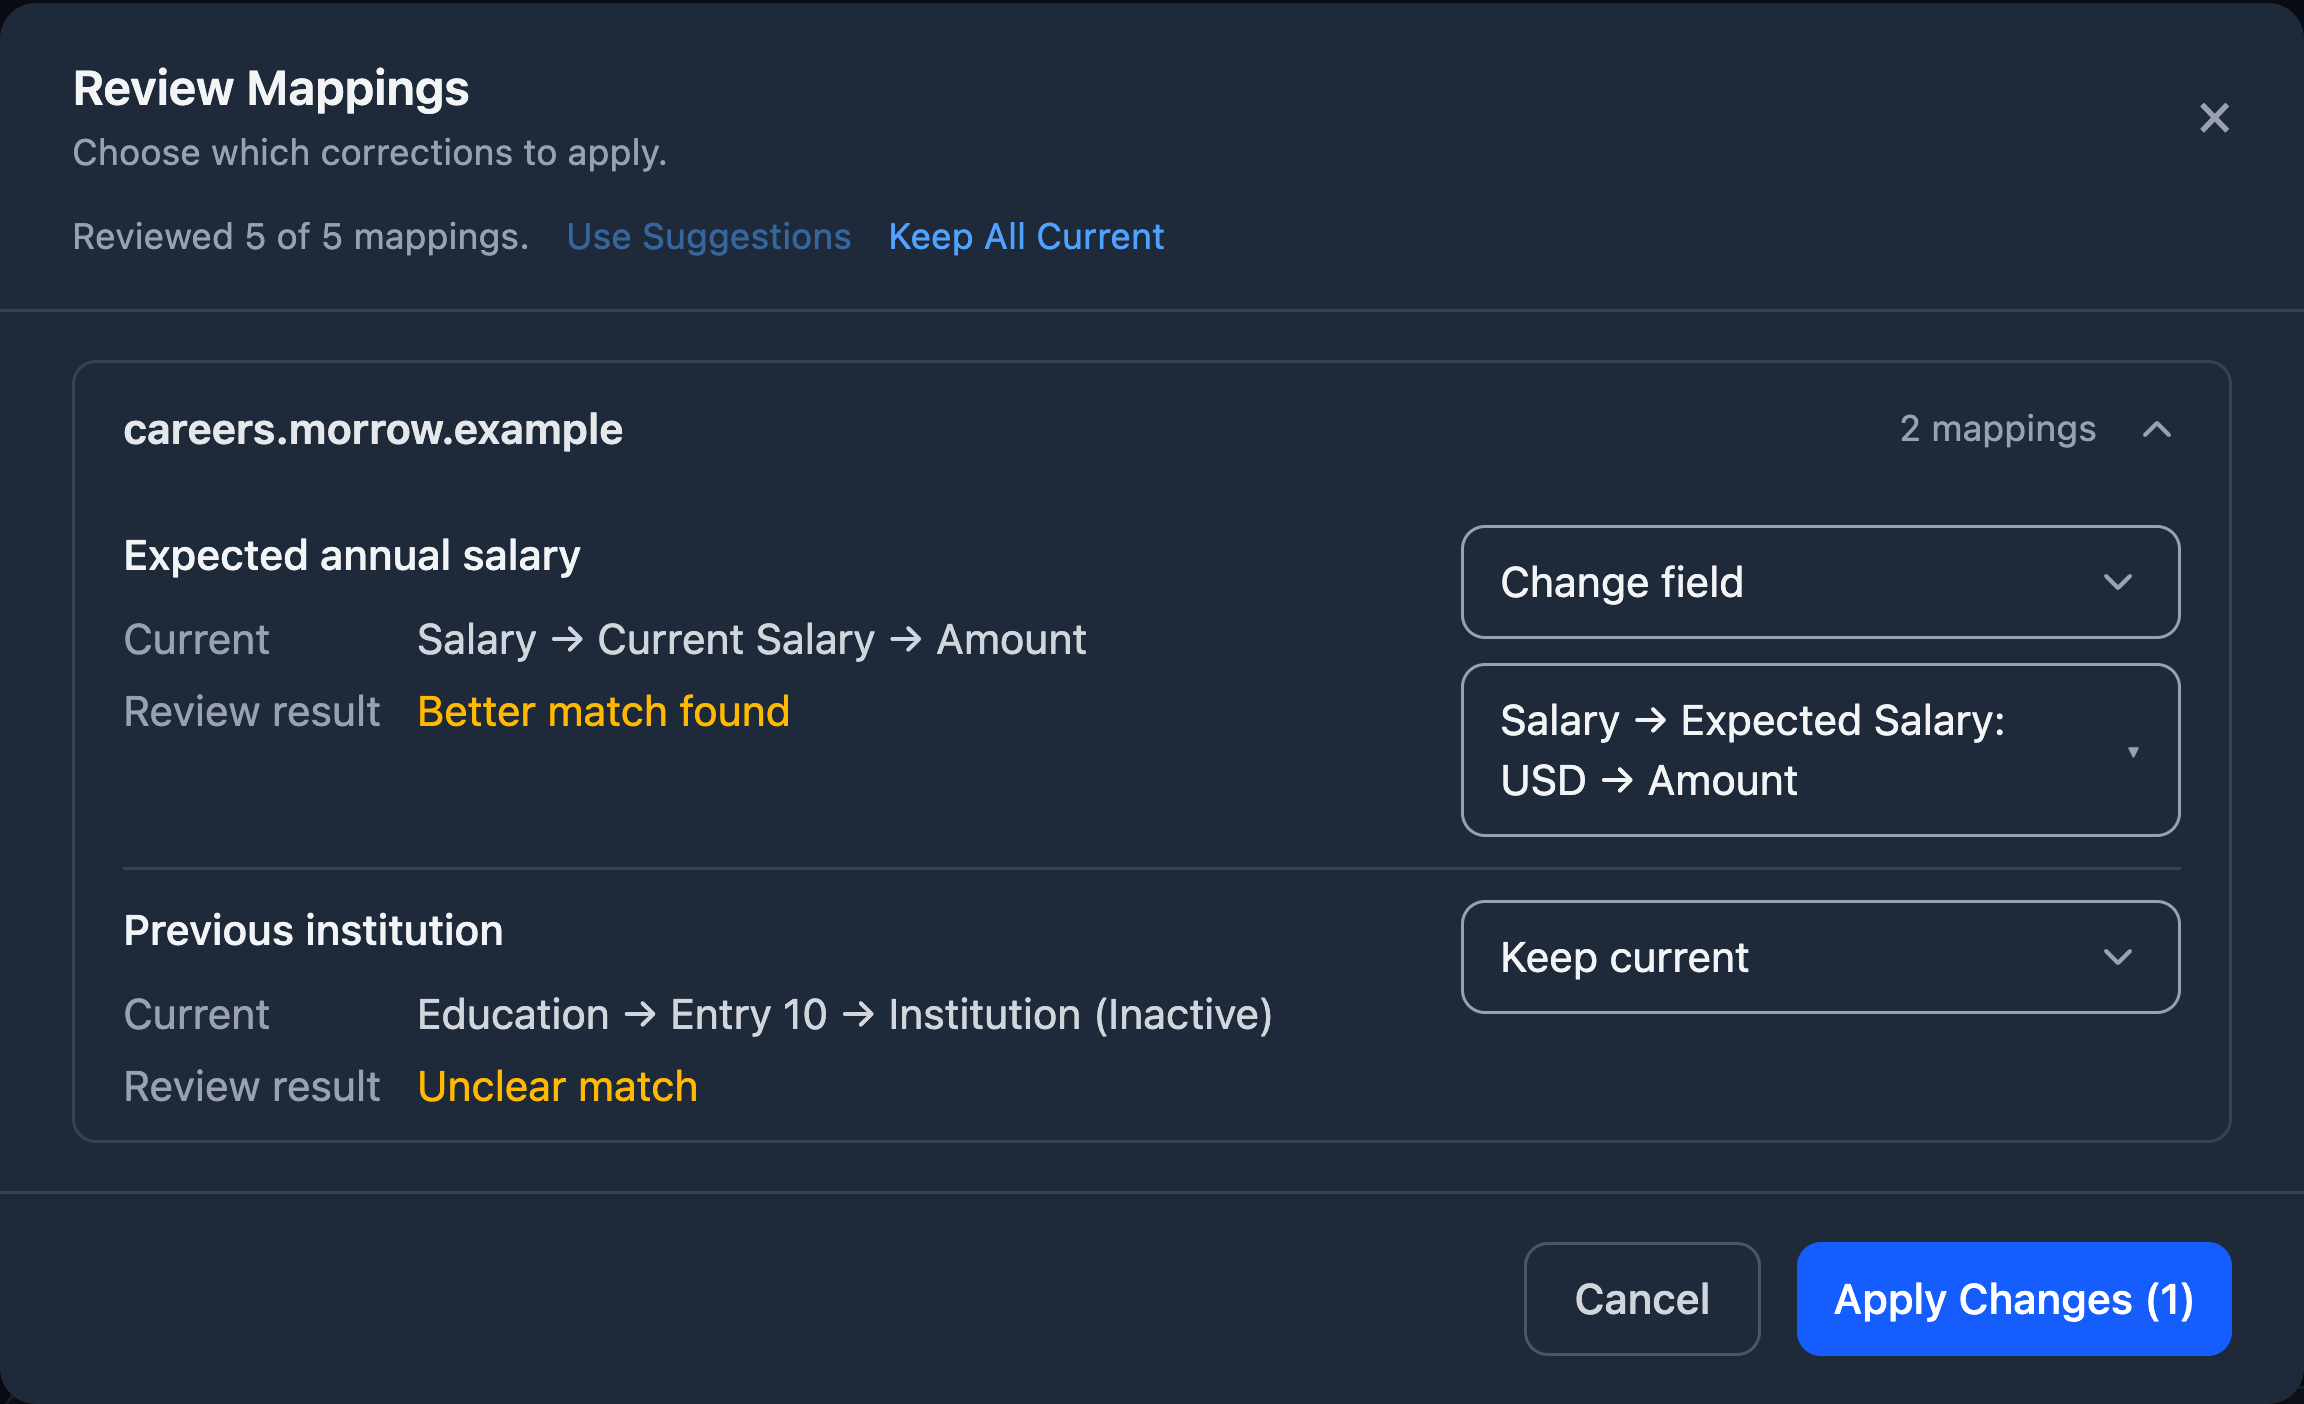 Review Mappings
Choose which corrections to apply.
Reviewed 5 of 5 mappings. Use Suggestions Keep All Current
careers.morrow.example 2 mappings
Expected annual salary
Change field
Current Salary → Current Salary → Amount
Review result Better match found
Salary → Expected Salary:
USD → Amount
Previous institution
Keep current
Current Education → Entry 10 → Institution (Inactive)
Review result Unclear match
Cancel Apply Changes (1)